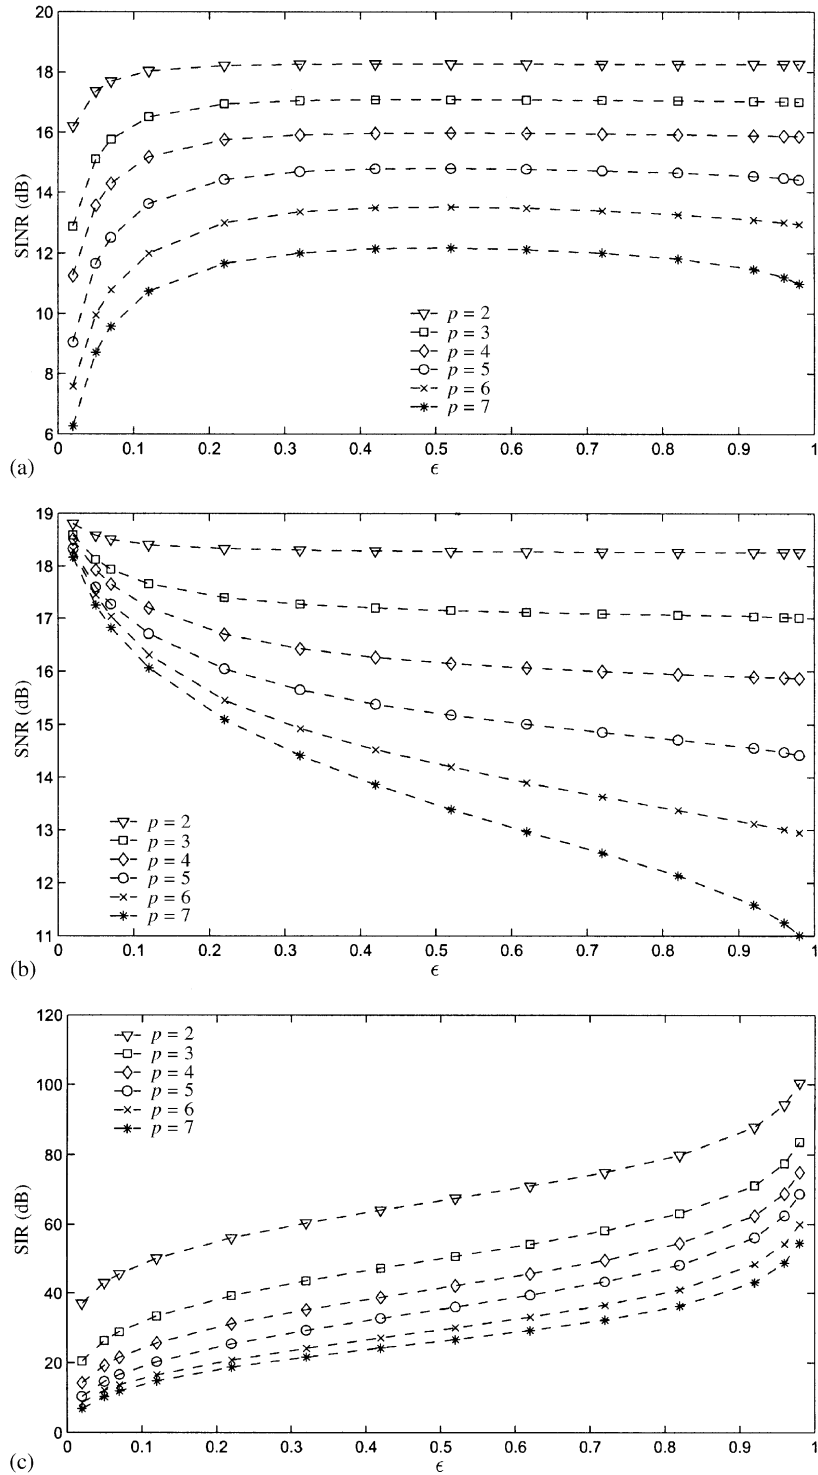 20
18
16
14
12
10
8
6
SINR (dB)
p = 2
p = 3
p = 4
p = 5
p = 6
p = 7
0 0.1 0.2 0.3 0.4 0.5 0.6 0.7 0.8 0.9 1
ϵ
(a)
19
18
17
16
15
14
13
12
11
SNR (dB)
p = 2
p = 3
p = 4
p = 5
p = 6
p = 7
0 0.1 0.2 0.3 0.4 0.5 0.6 0.7 0.8 0.9 1
ϵ
(b)
120
100
80
60
40
20
0
SIR (dB)
p = 2
p = 3
p = 4
p = 5
p = 6
p = 7
0 0.1 0.2 0.3 0.4 0.5 0.6 0.7 0.8 0.9 1
ϵ
(c)